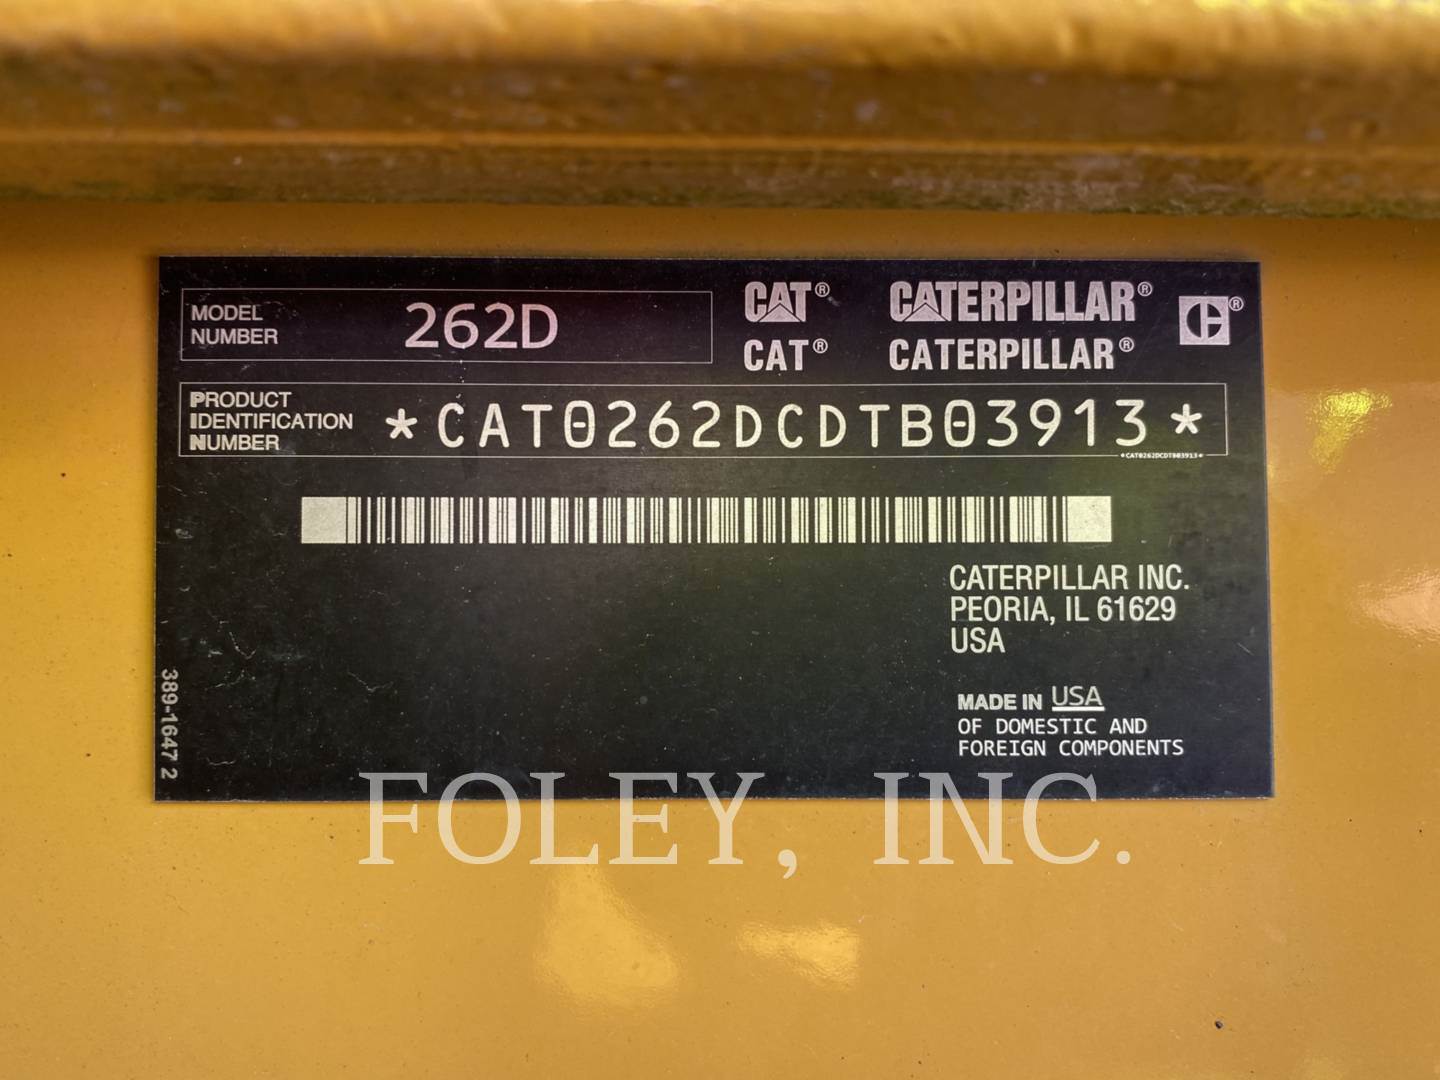 MODEL
NUMBER
262D
CAT® CATERPILLAR®
CAT® CATERPILLAR®
PRODUCT
IDENTIFICATION
NUMBER
*CAT0262DCDTB03913*
*CAT0262DCDTB03913*
CATERPILLAR INC.
PEORIA, IL 61629
USA
MADE IN USA
OF DOMESTIC AND
FOREIGN COMPONENTS
389-1647 2
FOLEY, INC.